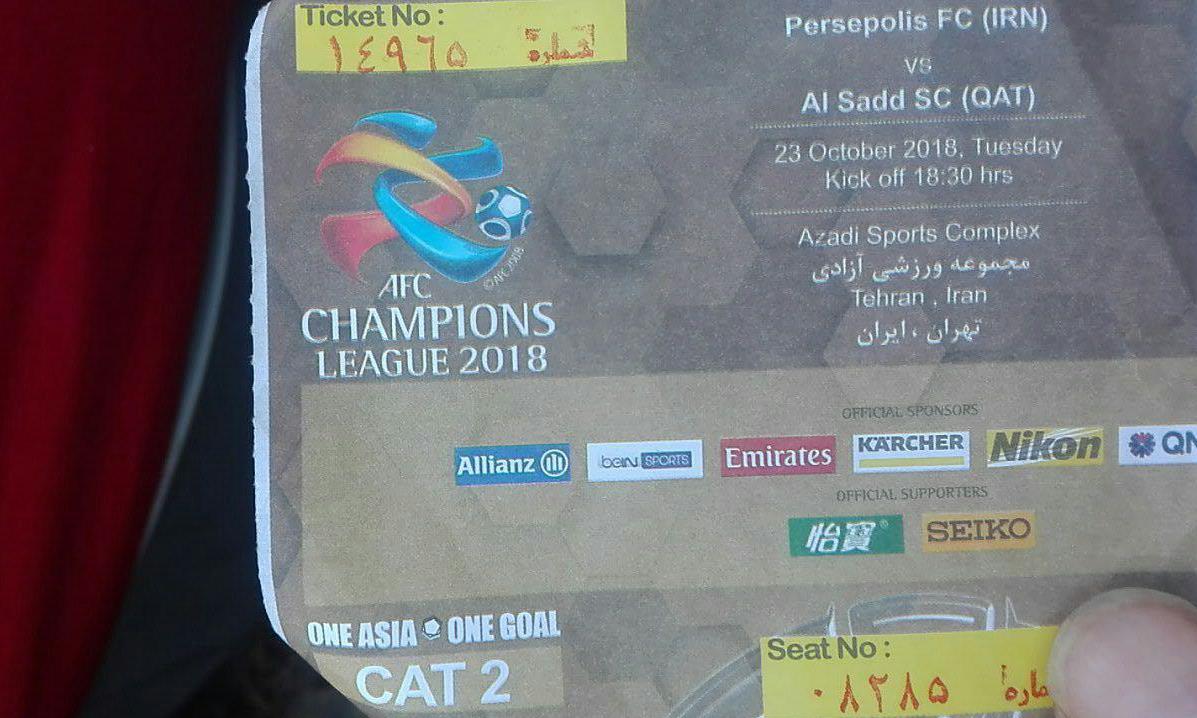 Ticket No :
١٤٩٦٥ شماره
Persepolis FC (IRN)
vs
Al Sadd SC (QAT)
23 October 2018, Tuesday
Kick off 18:30 hrs
Azadi Sports Complex
مجموعه ورزشی آزادی
Tehran , Iran
تهران ، ایران
©AFC 2008
AFC
CHAMPIONS
LEAGUE 2018
OFFICIAL SPONSORS
Allianz beIN SPORTS Emirates KÄRCHER Nikon QN
OFFICIAL SUPPORTERS
怡寶® SEIKO
ONE ASIA ONE GOAL
CAT 2
Seat No :
٠٨٢٨٥